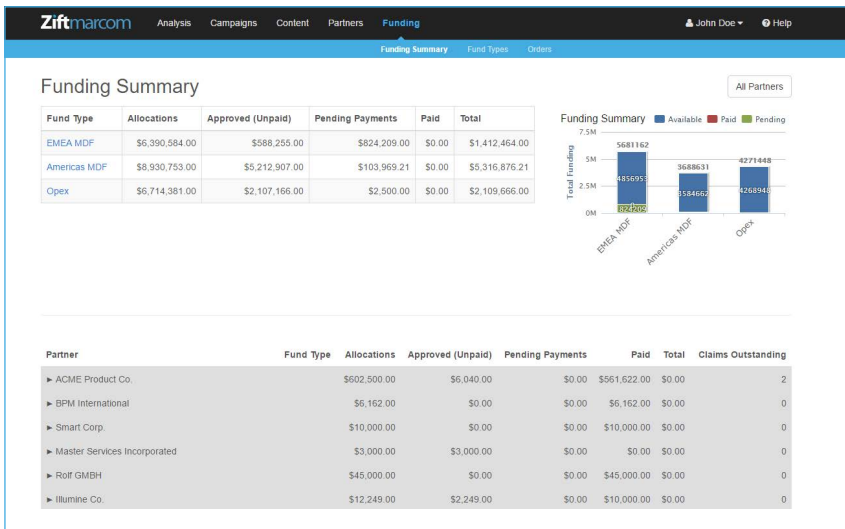 Ziftmarcom Analysis Campaigns Content Partners Funding John Doe Help
Funding Summary Fund Types Orders
Funding Summary
All Partners
Fund Type Allocations Approved (Unpaid) Pending Payments Paid Total
EMEA MDF $6,390,584.00 $588,255.00 $824,209.00 $0.00 $1,412,464.00
Americas MDF $8,930,753.00 $5,212,907.00 $103,969.21 $0.00 $5,316,876.21
Opex $6,714,381.00 $2,107,166.00 $2,500.00 $0.00 $2,109,666.00
Funding Summary Available Paid Pending
7.5M
5M
2.5M
0M
Total Funding
5681162
4856953
824209
3688631
3584662
4271448
4268948
EMEA MDF
Americas MDF
Opex
Partner Fund Type Allocations Approved (Unpaid) Pending Payments Paid Total Claims Outstanding
ACME Product Co. $602,500.00 $6,040.00 $0.00 $561,622.00 $0.00 2
BPM International $6,162.00 $0.00 $0.00 $6,162.00 $0.00 0
Smart Corp. $10,000.00 $0.00 $0.00 $10,000.00 $0.00 0
Master Services Incorporated $3,000.00 $3,000.00 $0.00 $0.00 $0.00 0
Rolf GMBH $45,000.00 $0.00 $0.00 $45,000.00 $0.00 0
Illumine Co. $12,249.00 $2,249.00 $0.00 $10,000.00 $0.00 0